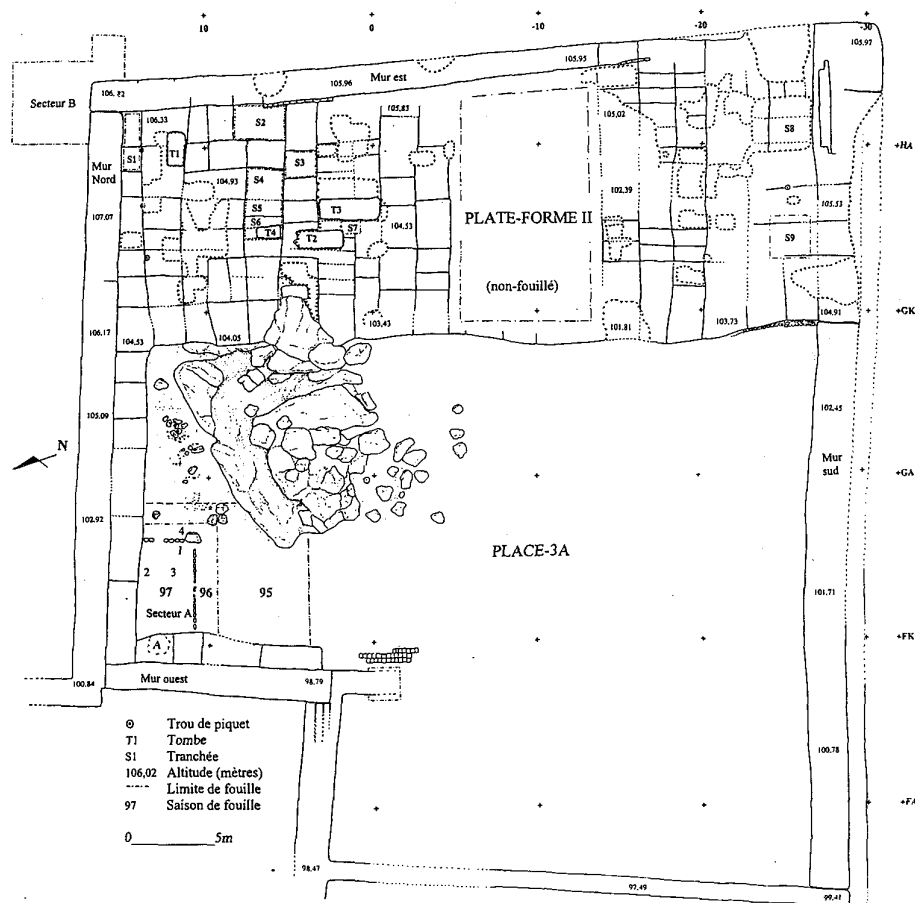 10
0
-10
-20
-30
105.97
105.95
Mur est
105.96
106.82
Secteur B
106.33
S2
105.83
105.02
S1
T1
S3
S8
+HA
Mur
Nord
104.93
S4
102.39
107.07
S5
T3
105.53
S6
T4
T2
S7
104.53
PLATE-FORME II
S9
(non-fouillé)
106.17
104.53
104.05
103.43
101.81
103.73
104.91
+GK
105.09
102.45
N
Mur
sud
+GA
102.92
4
1
PLACE-3A
2
3
97
96
95
101.71
Secteur A
A
+FK
Mur ouest
100.84
98.79
⊙ Trou de piquet
T1 Tombe
S1 Tranchée
106,02 Altitude (mètres)
Limite de fouille
97 Saison de fouille
100.78
+FA
0 5m
98.47
97.49
99.41